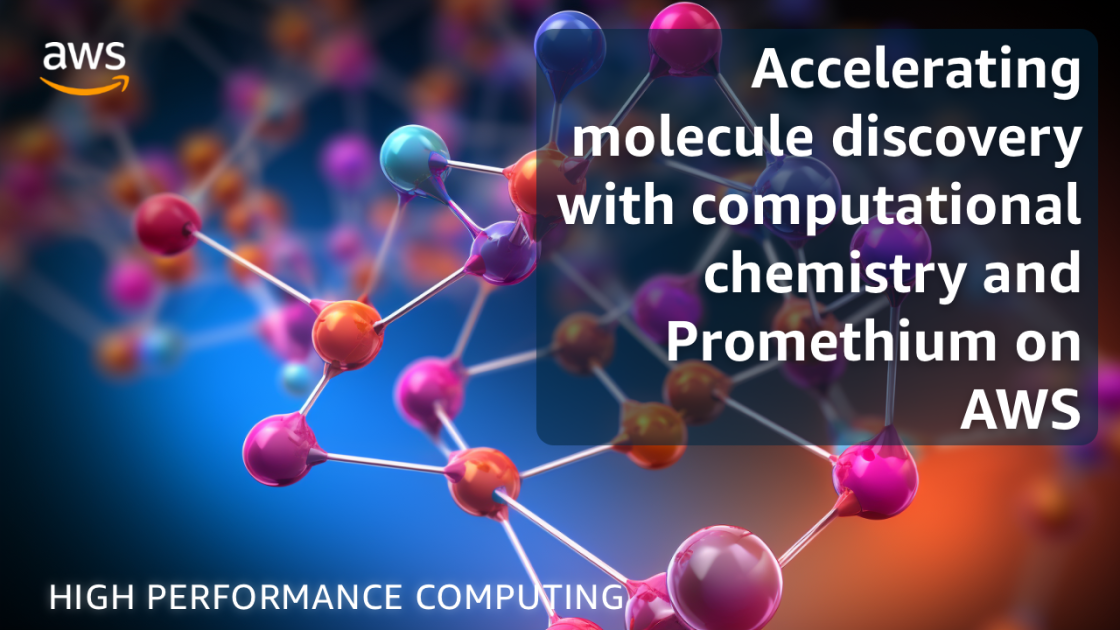 aws
Accelerating
molecule discovery
with computational
chemistry and
Promethium on
AWS
HIGH PERFORMANCE COMPUTING